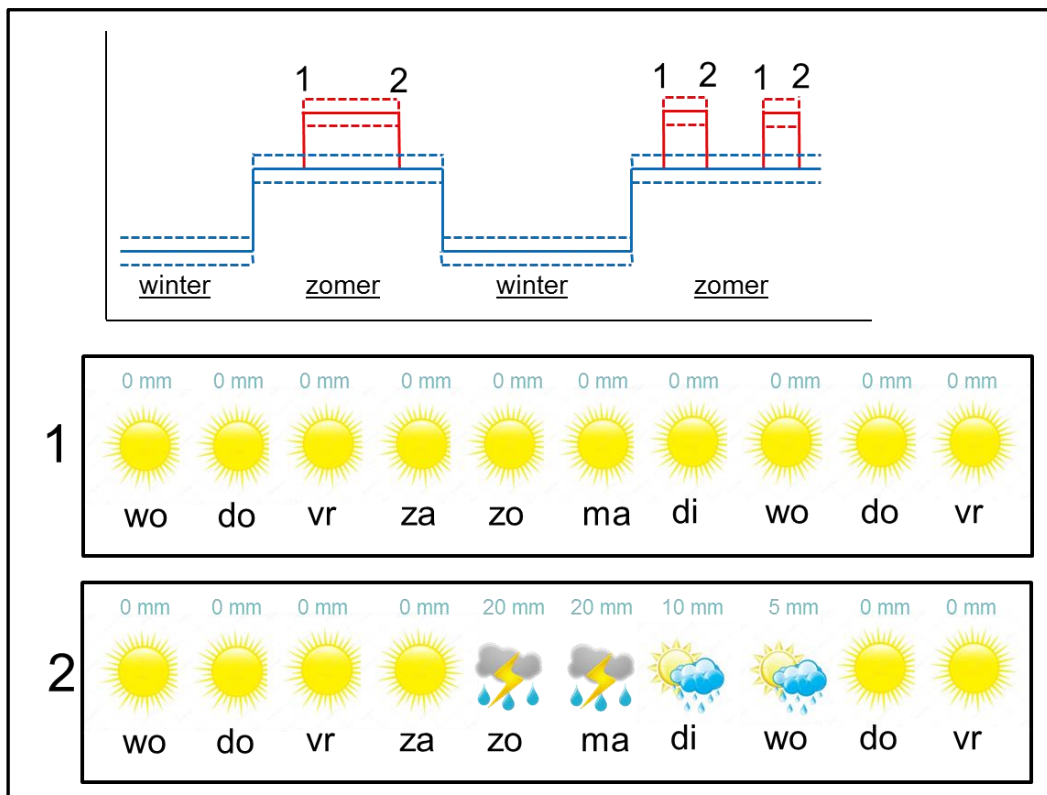 1 2 1 2 1 2
winter zomer winter zomer
0 mm 0 mm 0 mm 0 mm 0 mm 0 mm 0 mm 0 mm 0 mm 0 mm
1
wo do vr za zo ma di wo do vr
0 mm 0 mm 0 mm 0 mm 20 mm 20 mm 10 mm 5 mm 0 mm 0 mm
2
wo do vr za zo ma di wo do vr